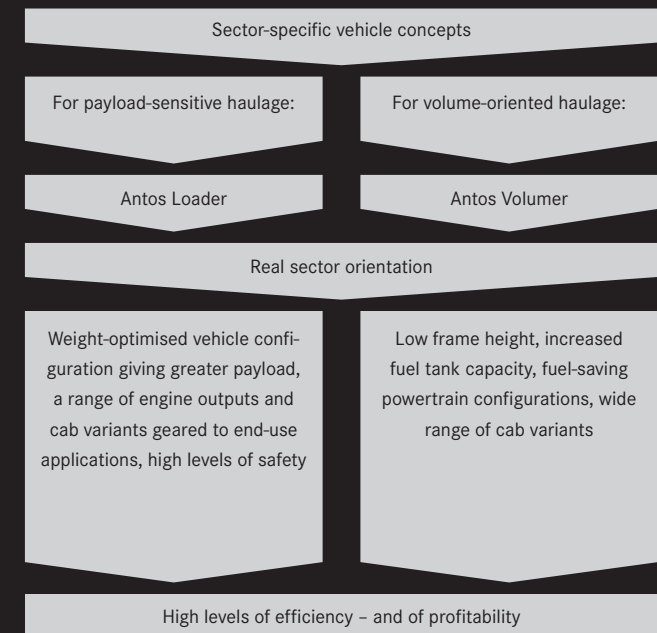 Sector-specific vehicle concepts
For payload-sensitive haulage:
For volume-oriented haulage:
Antos Loader
Antos Volumer
Real sector orientation
Weight-optimised vehicle confi-
guration giving greater payload,
a range of engine outputs and
cab variants geared to end-use
applications, high levels of safety
Low frame height, increased
fuel tank capacity, fuel-saving
powertrain configurations, wide
range of cab variants
High levels of efficiency – and of profitability